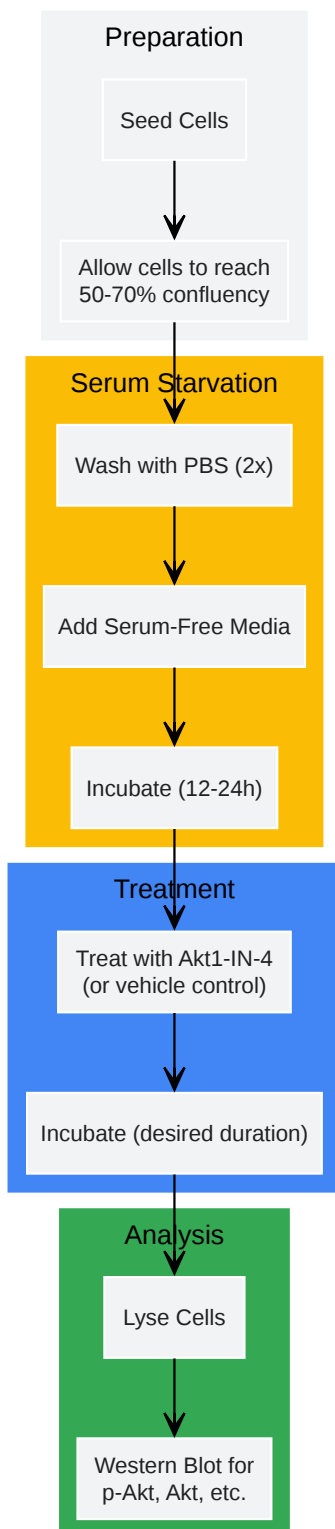 Preparation
Seed Cells
Allow cells to reach
50-70% confluency
Serum Starvation
Wash with PBS (2x)
Add Serum-Free Media
Incubate (12-24h)
Treatment
Treat with Akt1-IN-4
(or vehicle control)
Incubate (desired duration)
Analysis
Lyse Cells
Western Blot for
p-Akt, Akt, etc.